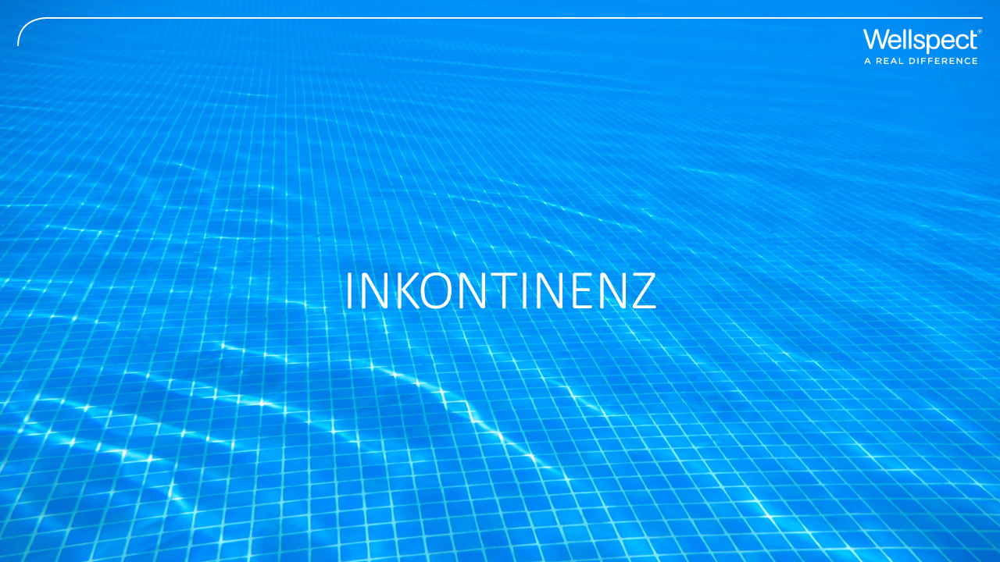 Wellspect®
A REAL DIFFERENCE
INKONTINENZ